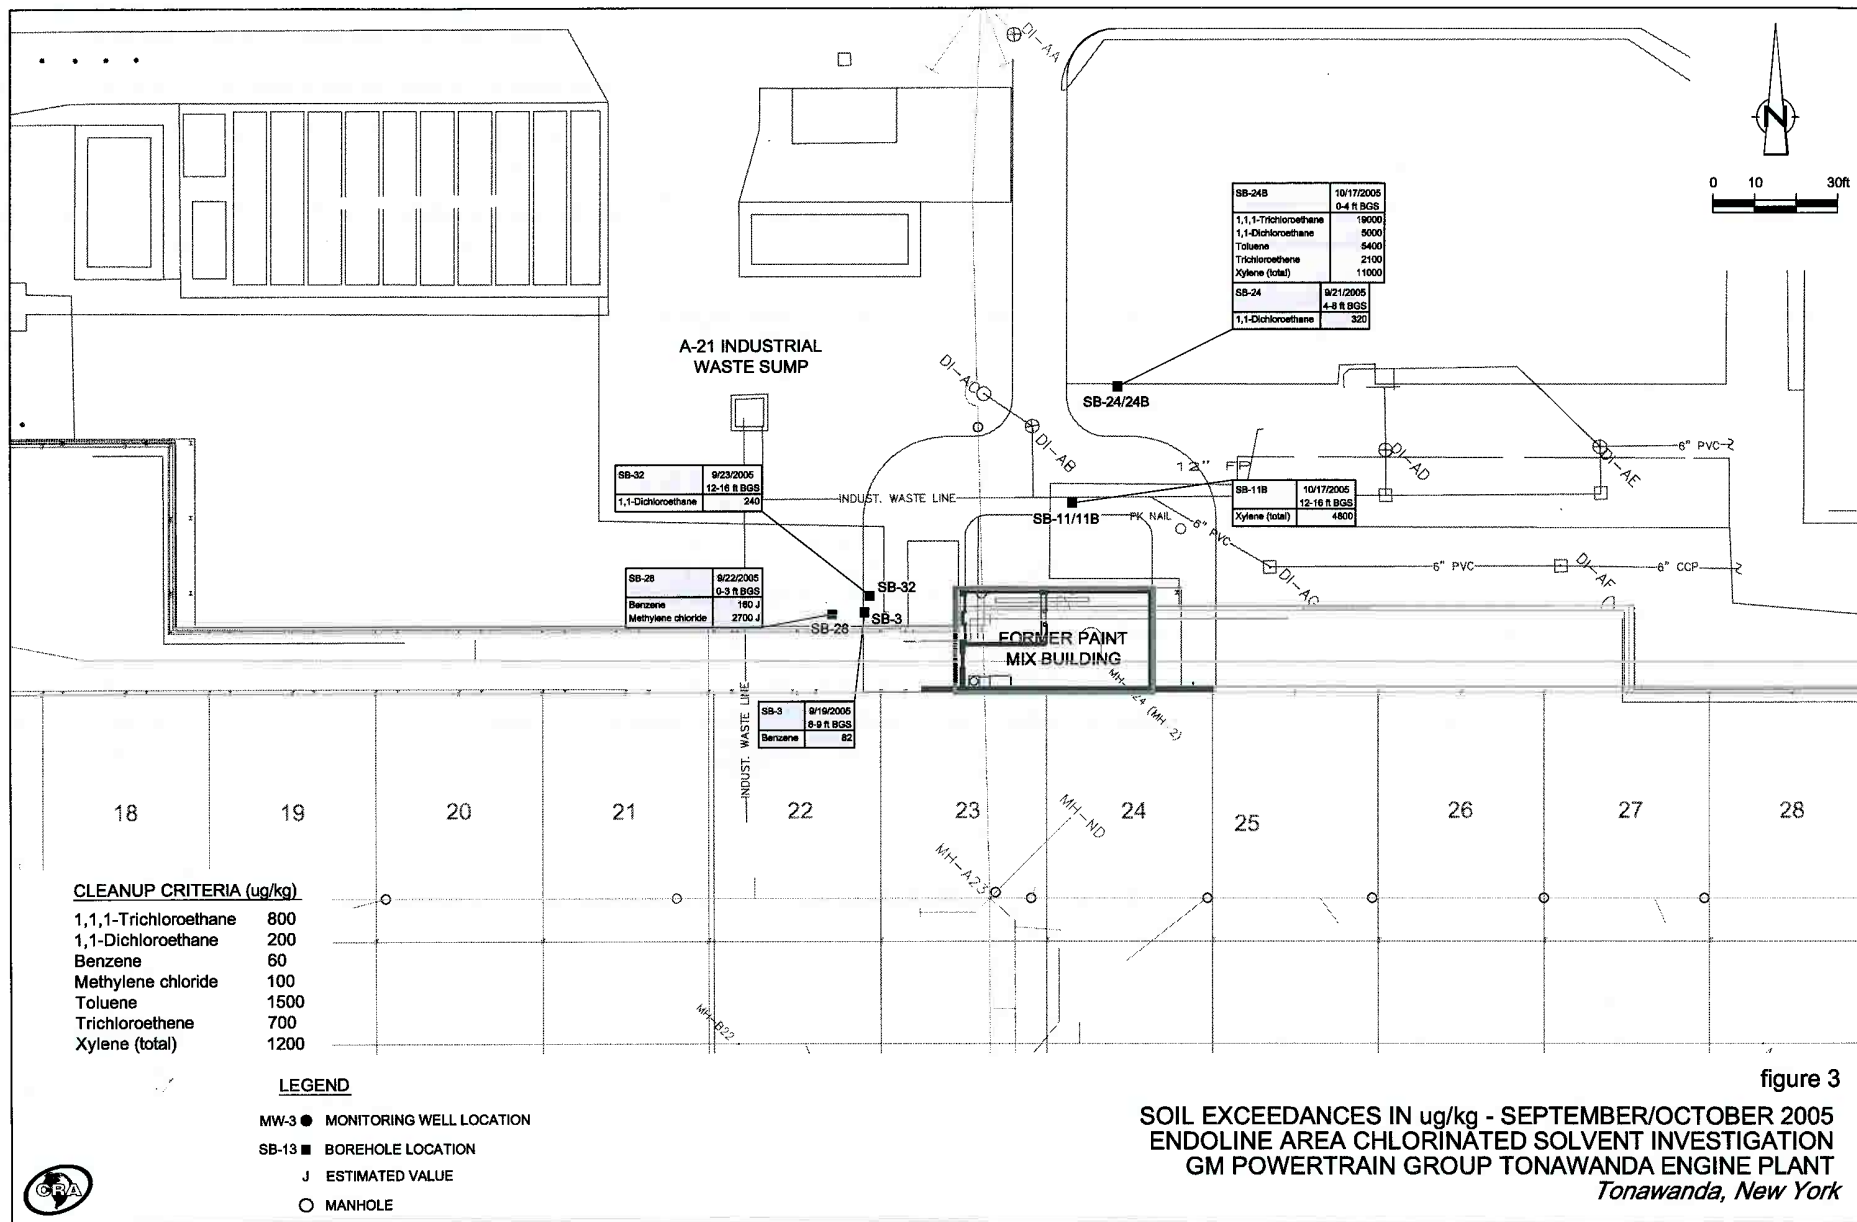 DI-AA
N
0 10 30ft
SB-24B 10/17/2005
0-4 ft BGS
1,1,1-Trichloroethane 19000
1,1-Dichloroethane 5000
Toluene 5400
Trichloroethene 2100
Xylene (total) 11000
SB-24 9/21/2005
4-8 ft BGS
1,1-Dichloroethane 320
A-21 INDUSTRIAL
WASTE SUMP
DI-AC
SB-24/24B
DI-AB
DI-AD
DI-AE
6" PVC
12" FP
SB-32 9/23/2005
12-16 ft BGS
1,1-Dichloroethane 240
INDUST. WASTE LINE
SB-11B 10/17/2005
12-16 ft BGS
Xylene (total) 4800
SB-11/11B
PK NAIL
6" PVC
DI-AG
6" PVC
DI-AF
6" CCP
SB-28 9/22/2005
0-3 ft BGS
Benzene 160 J
Methylene chloride 2700 J
SB-32
SB-3
SB-28
FORMER PAINT
MIX BUILDING
INDUST. WASTE LINE
SB-3 9/19/2005
8-9 ft BGS
Benzene 82
18 19 20 21 22 23 24 25 26 27 28
MH-ND
MH-A23
MH-B22
CLEANUP CRITERIA (ug/kg)
1,1,1-Trichloroethane 800
1,1-Dichloroethane 200
Benzene 60
Methylene chloride 100
Toluene 1500
Trichloroethene 700
Xylene (total) 1200
LEGEND
MW-3 MONITORING WELL LOCATION
SB-13 BOREHOLE LOCATION
J ESTIMATED VALUE
MANHOLE
CRA
figure 3
SOIL EXCEEDANCES IN ug/kg - SEPTEMBER/OCTOBER 2005
ENDOLINE AREA CHLORINATED SOLVENT INVESTIGATION
GM POWERTRAIN GROUP TONAWANDA ENGINE PLANT
Tonawanda, New York